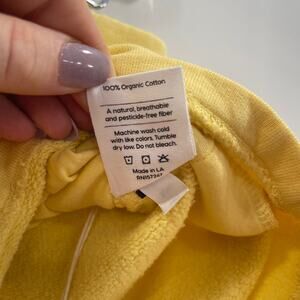 100% Organic Cotton
A natural, breathable
and pesticide-free fiber
Machine wash cold
with like colors. Tumble
dry low. Do not bleach.
Made in LA